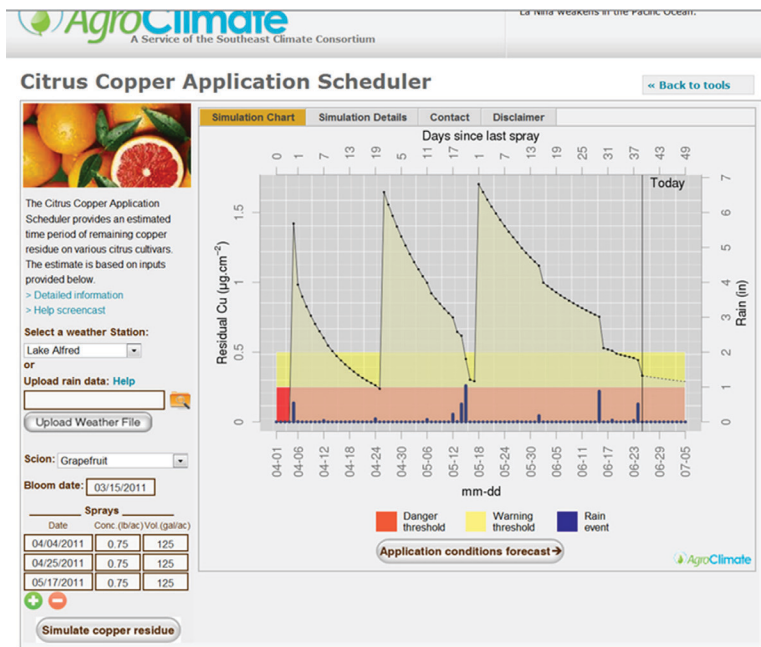 La Niña weakens in the Pacific Ocean.
AgroClimate
A Service of the Southeast Climate Consortium
Citrus Copper Application Scheduler
« Back to tools
The Citrus Copper Application
Scheduler provides an estimated
time period of remaining copper
residue on various citrus cultivars.
The estimate is based on inputs
provided below.
> Detailed information
> Help screencast
Select a weather Station:
Lake Alfred
or
Upload rain data: Help
Upload Weather File
Scion: Grapefruit
Bloom date: 03/15/2011
Sprays
Date Conc.(lb/ac) Vol.(gal/ac)
04/04/2011 0.75 125
04/25/2011 0.75 125
05/17/2011 0.75 125
Simulate copper residue
Simulation Chart Simulation Details Contact Disclaimer
Days since last spray
0 1 7 13 19 5 11 17 1 7 13 19 25 31 37 43 49
Today
Residual Cu (µg.cm⁻²)
0 0.5 1 1.5
Rain (in)
0 1 2 3 4 5 6 7
04-01 04-06 04-12 04-18 04-24 04-30 05-06 05-12 05-18 05-24 05-30 06-05 06-11 06-17 06-23 06-29 07-05
mm-dd
Danger threshold
Warning threshold
Rain event
Application conditions forecast
AgroClimate